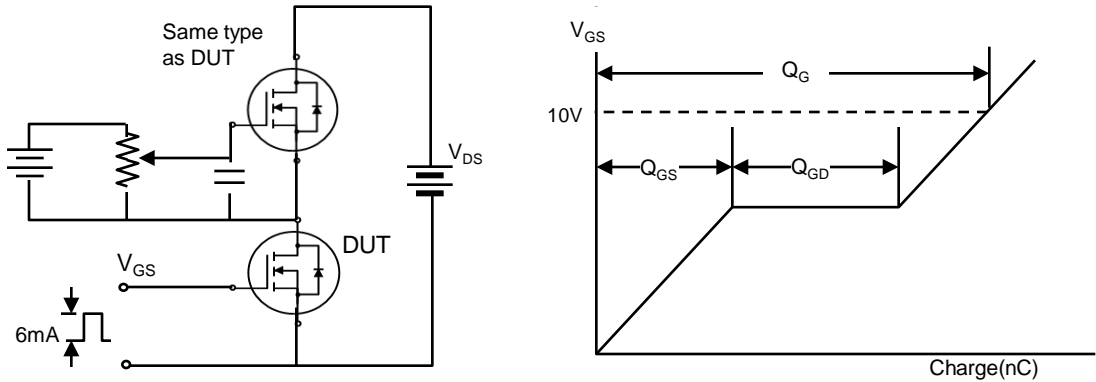 Same type
as DUT
V_DS
DUT
V_GS
6mA
V_GS
Q_G
10V
Q_GS
Q_GD
Charge(nC)